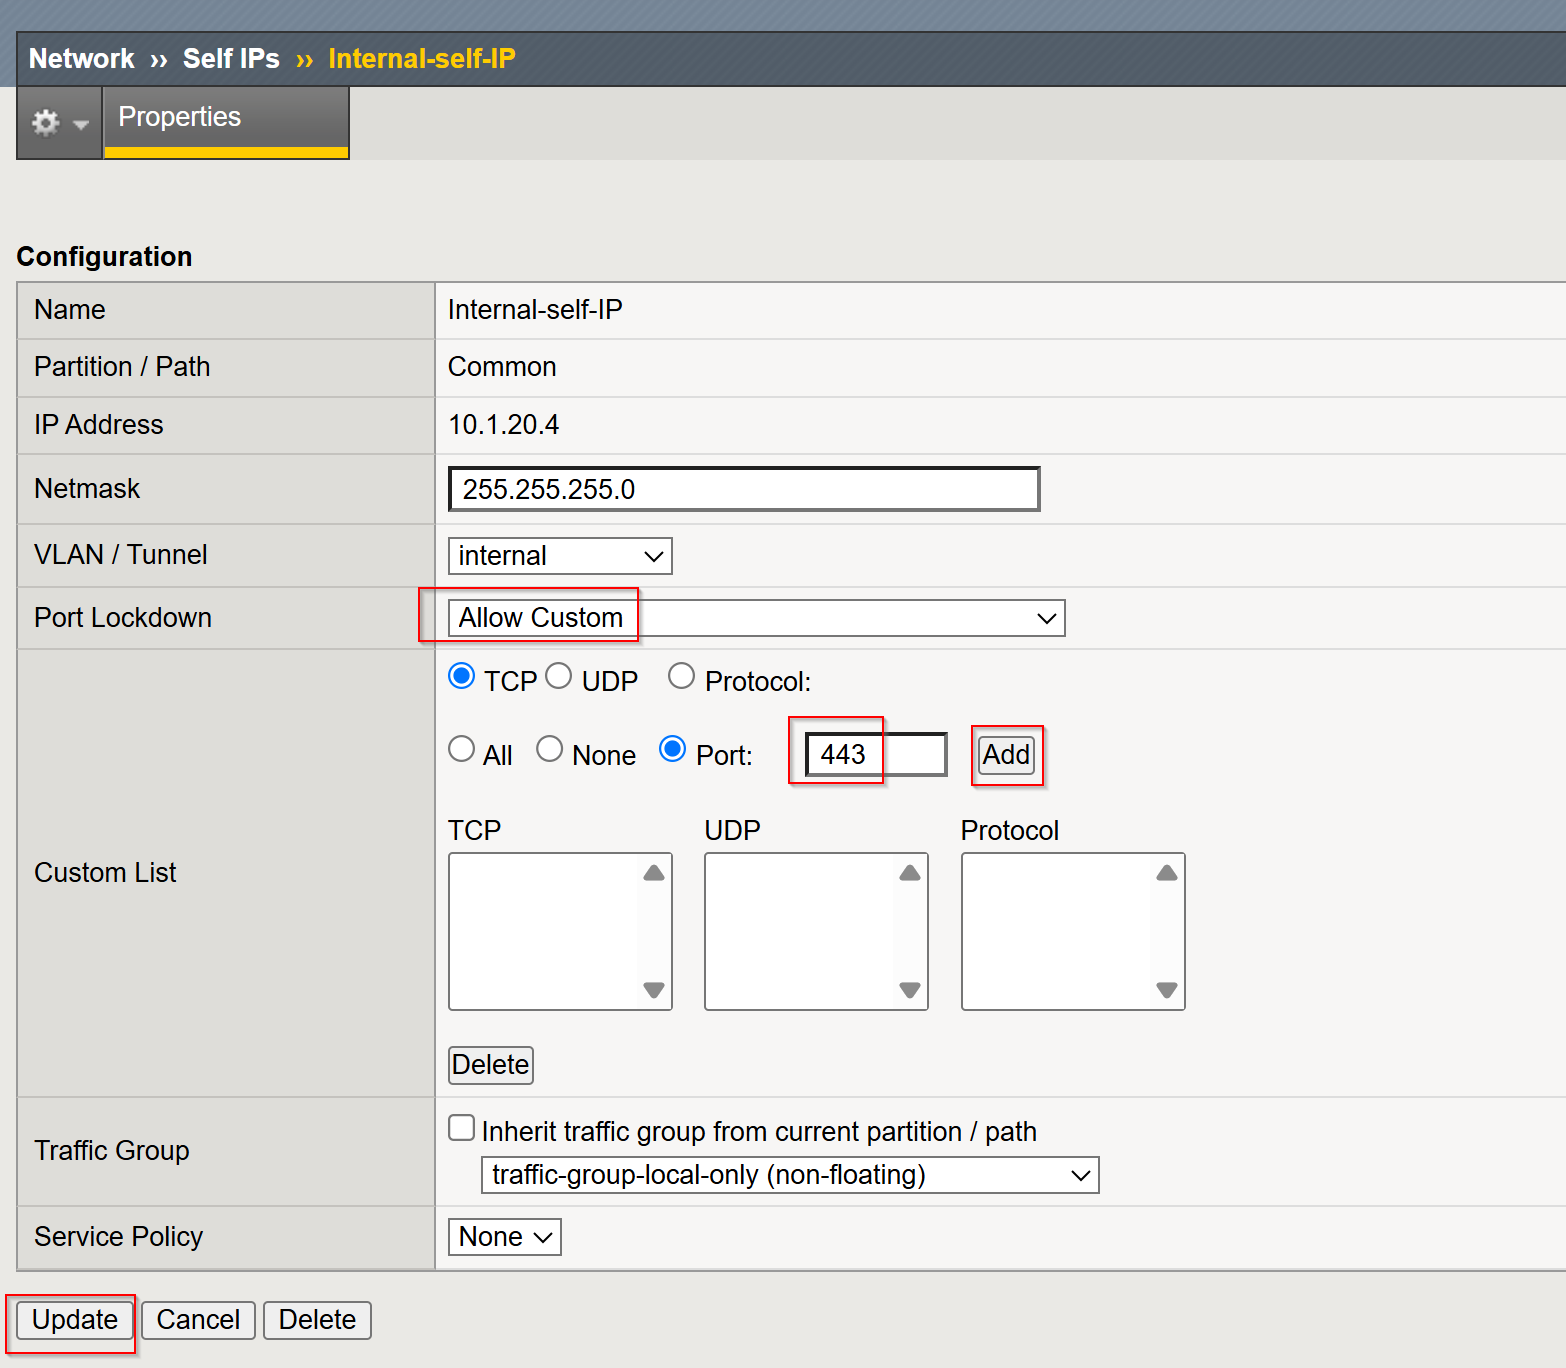 Network ›› Self IPs ›› Internal-self-IP
Properties
Configuration
Name Internal-self-IP
Partition / Path Common
IP Address 10.1.20.4
Netmask 255.255.255.0
VLAN / Tunnel internal
Port Lockdown Allow Custom
TCP UDP Protocol:
All None Port: 443 Add
TCP UDP Protocol
Custom List
Delete
Traffic Group Inherit traffic group from current partition / path
traffic-group-local-only (non-floating)
Service Policy None
Update Cancel Delete